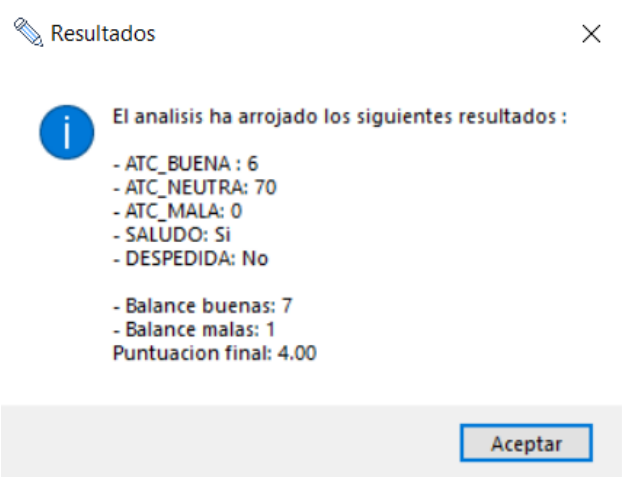 Resultados
El analisis ha arrojado los siguientes resultados :
- ATC_BUENA : 6
- ATC_NEUTRA: 70
- ATC_MALA: 0
- SALUDO: Si
- DESPEDIDA: No
- Balance buenas: 7
- Balance malas: 1
Puntuacion final: 4.00
Aceptar